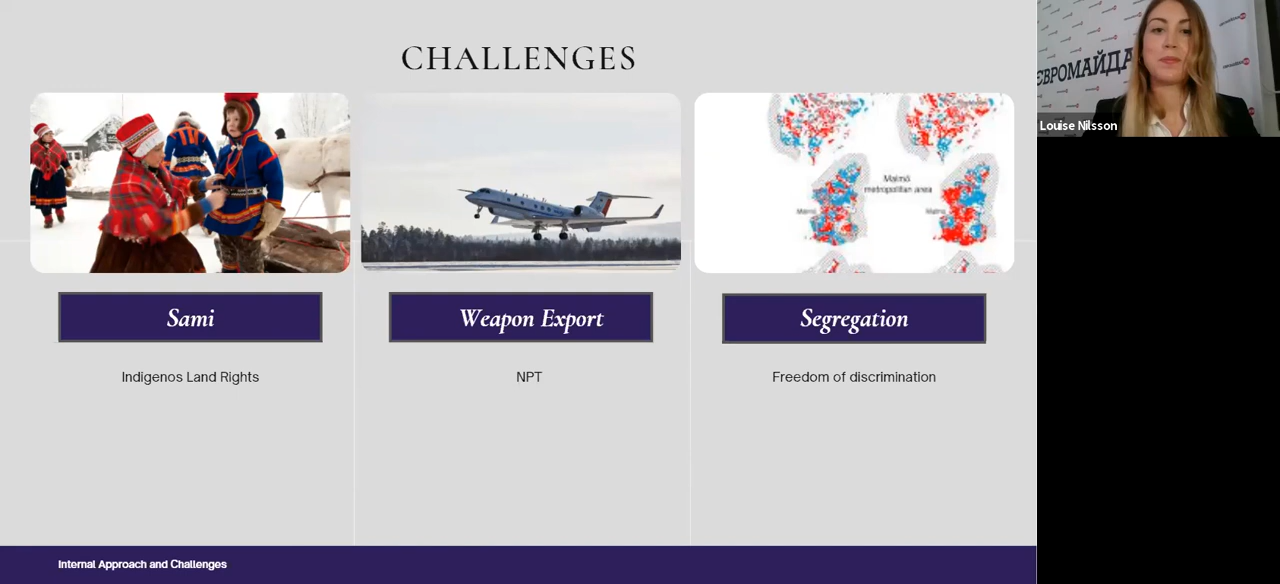 CHALLENGES
Malmö
metropolitan area
Sami
Weapon Export
Segregation
Indigenos Land Rights
NPT
Freedom of discrimination
Internal Approach and Challenges
ЄВРОМАЙДА
Louise Nilsson